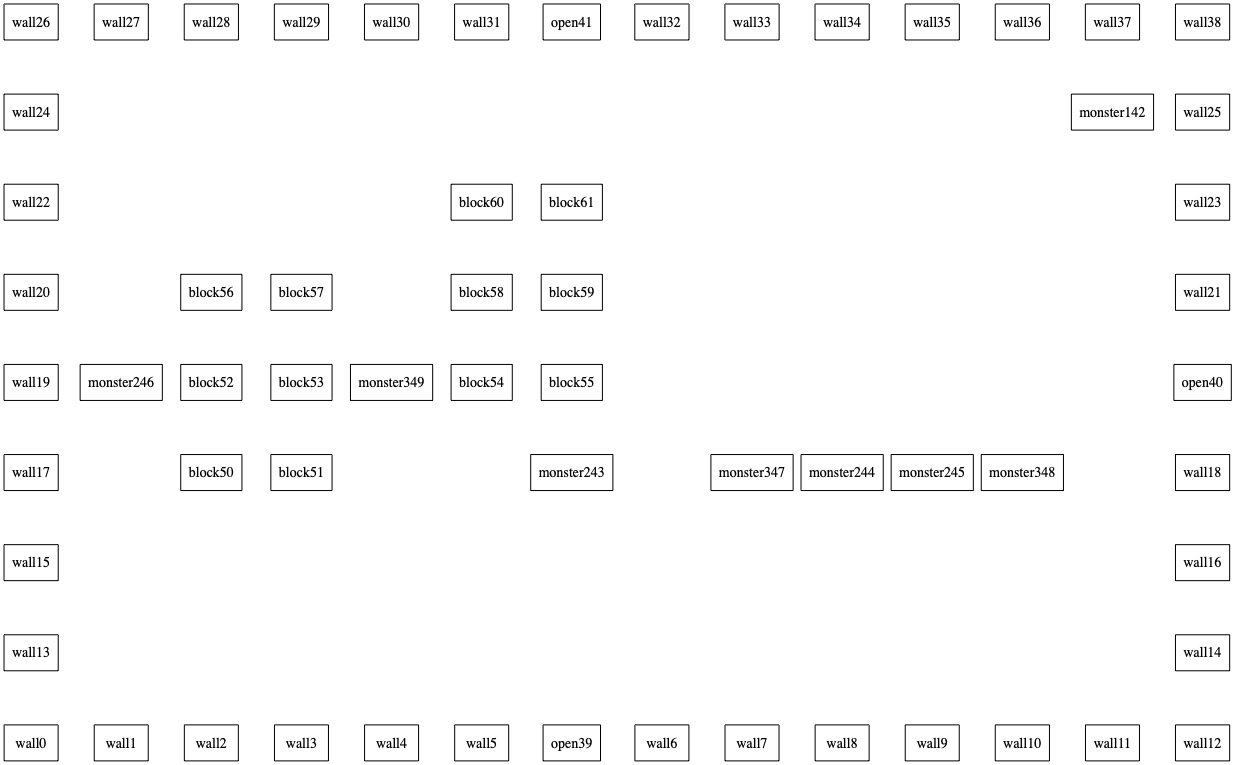 wall26 wall27 wall28 wall29 wall30 wall31 open41 wall32 wall33 wall34 wall35 wall36 wall37 wall38
wall24 monster142 wall25
wall22 block60 block61 wall23
wall20 block56 block57 block58 block59 wall21
wall19 monster246 block52 block53 monster349 block54 block55 open40
wall17 block50 block51 monster243 monster347 monster244 monster245 monster348 wall18
wall15 wall16
wall13 wall14
wall0 wall1 wall2 wall3 wall4 wall5 open39 wall6 wall7 wall8 wall9 wall10 wall11 wall12